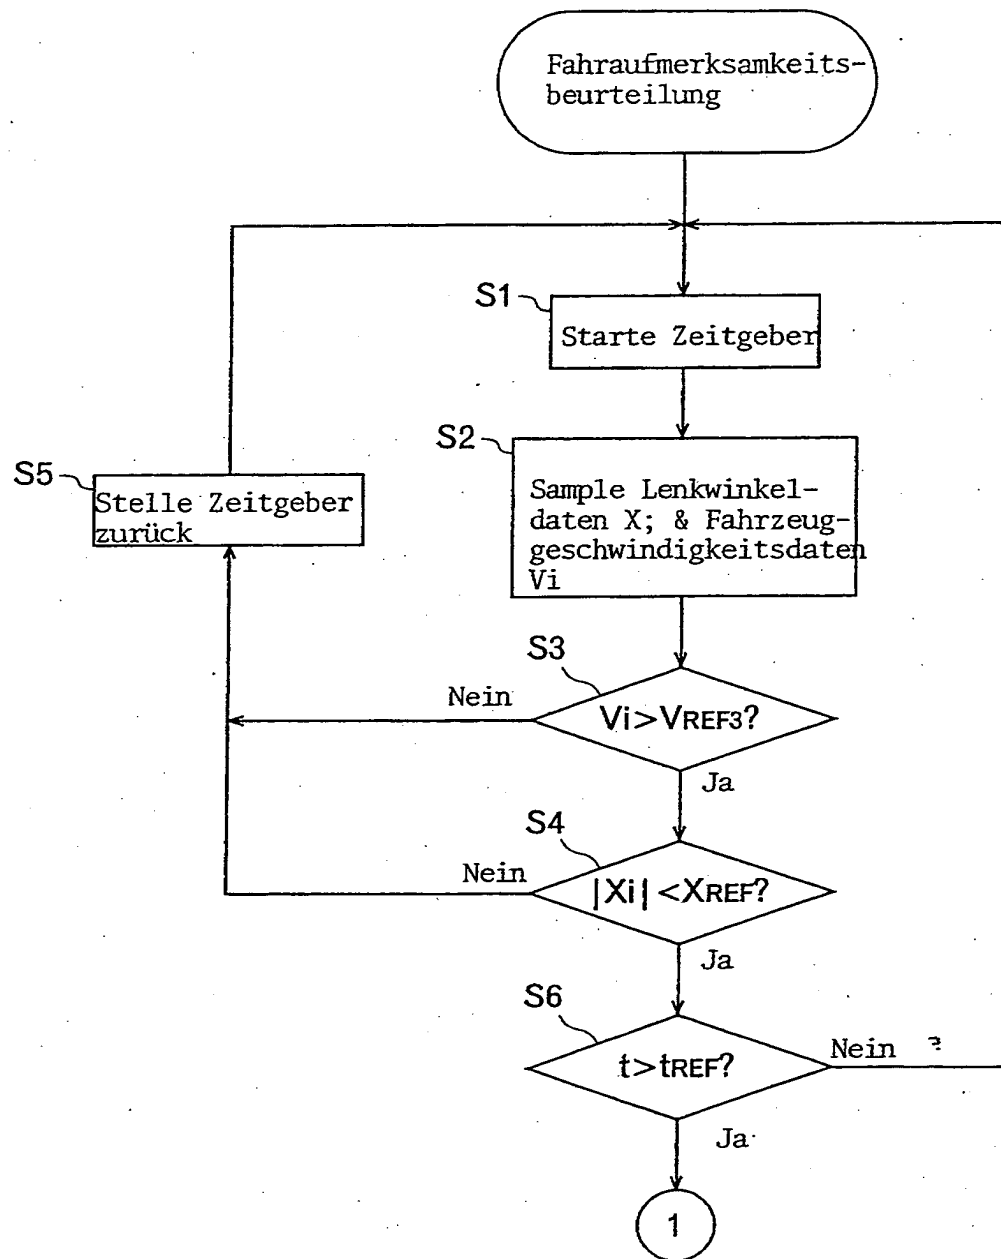 Fahraufmerksamkeits-
beurteilung
S1
Starte Zeitgeber
S2
Sample Lenkwinkel-
daten X; & Fahrzeug-
geschwindigkeitsdaten
Vi
S5
Stelle Zeitgeber
zurück
S3
Nein
Vi>VREF3?
Ja
S4
Nein
|Xi|<XREF?
Ja
S6
t>tREF?
Nein
Ja
1